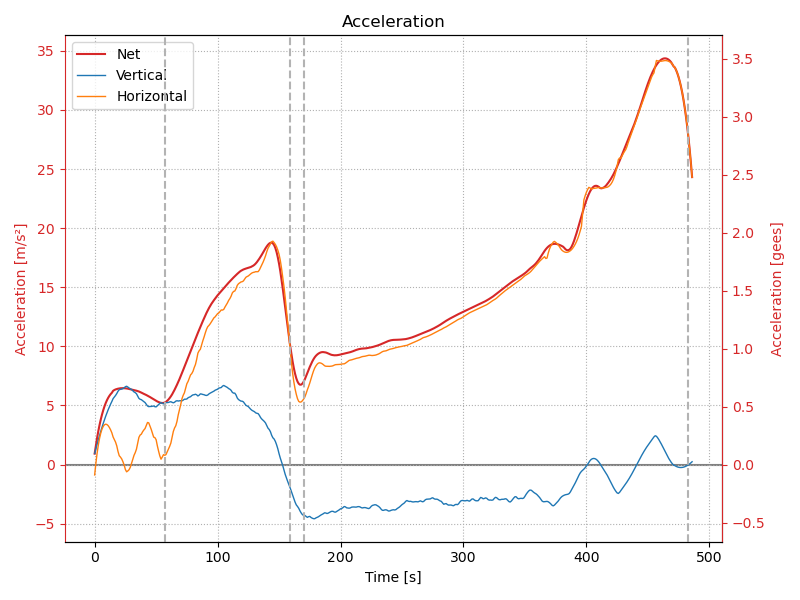 Acceleration
Net
Vertical
Horizontal
35
30
25
20
15
10
5
0
−5
Acceleration [m/s²]
3.5
3.0
2.5
2.0
1.5
1.0
0.5
0.0
−0.5
Acceleration [gees]
0 100 200 300 400 500
Time [s]